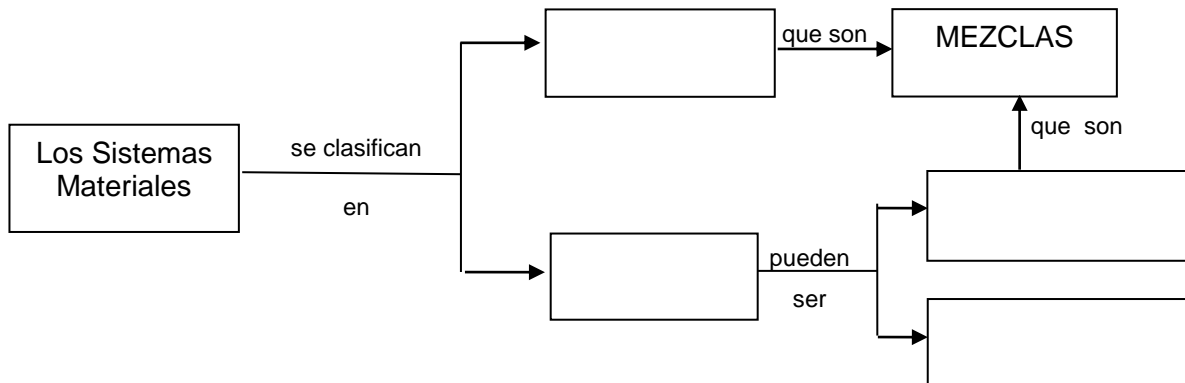 que son
MEZCLAS
Los Sistemas
Materiales
se clasifican
en
que son
pueden
ser